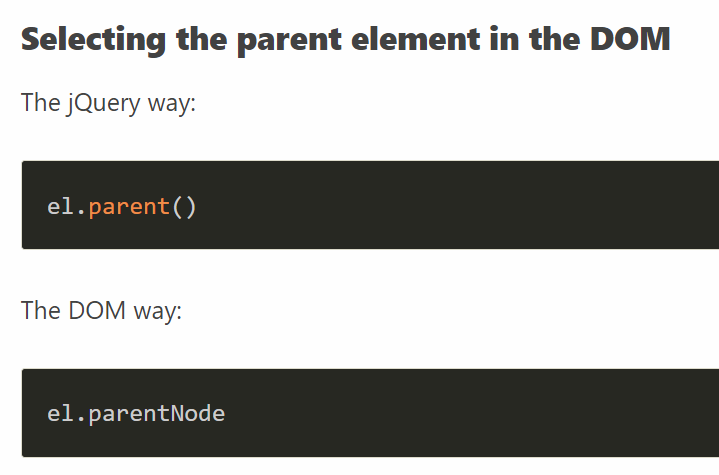 Selecting the parent element in the DOM
The jQuery way:
el.parent()
The DOM way:
el.parentNode